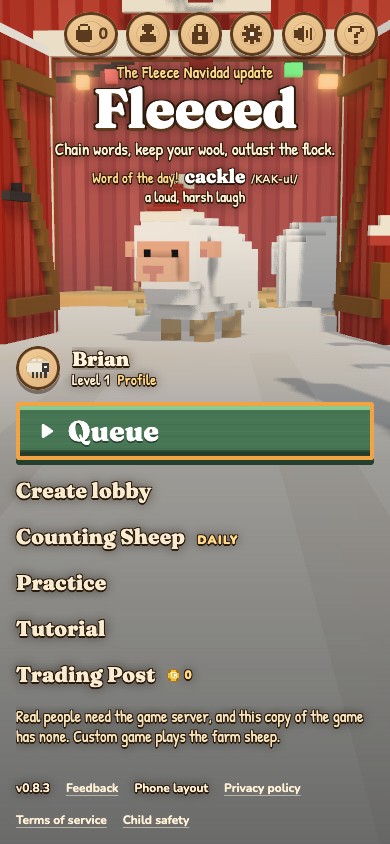 0
?
The Fleece Navidad update
Fleeced
Chain words, keep your wool, outlast the flock.
Word of the day! cackle /KAK-ul/
a loud, harsh laugh
Brian
Level 1 Profile
Queue
Create lobby
Counting Sheep DAILY
Practice
Tutorial
Trading Post 0
Real people need the game server, and this copy of the game
has none. Custom game plays the farm sheep.
v0.8.3 Feedback Phone layout Privacy policy
Terms of service Child safety